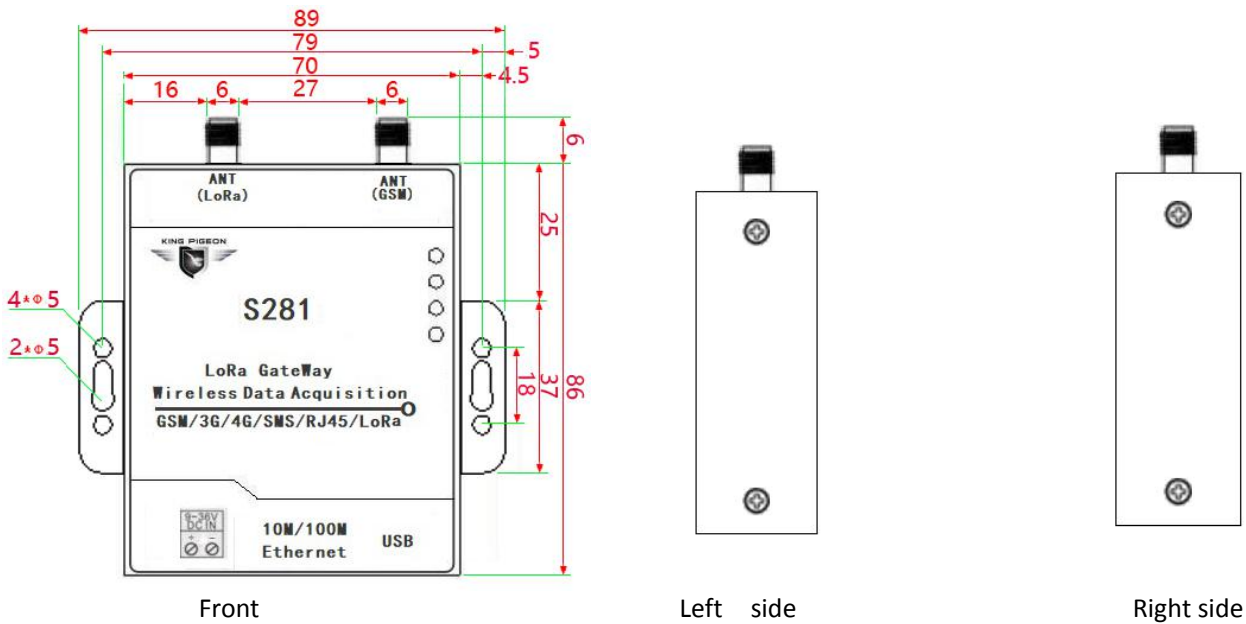 89
79
5
70
4.5
16 6 27 6
6
ANT
(LoRa)
ANT
(GSM)
25
KING PIGEON
S281
4*Φ5
2*Φ5
LoRa GateWay
Wireless Data Acquisition
GSM/3G/4G/SMS/RJ45/LoRa
18
37
86
9-36V
DC IN
+ −
10M/100M
Ethernet
USB
Front
Left side
Right side